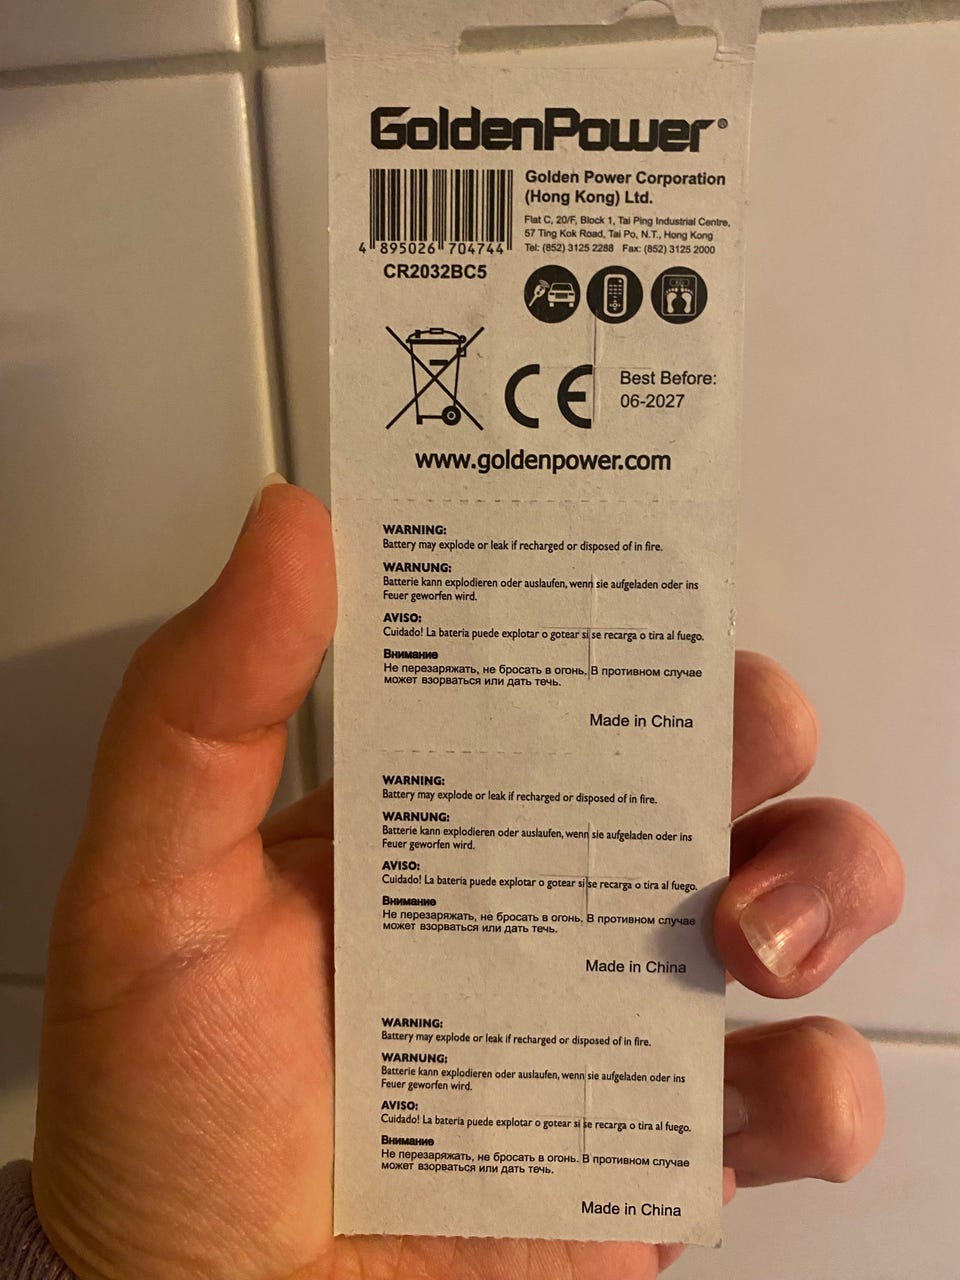 GoldenPower®
Golden Power Corporation
(Hong Kong) Ltd.
Flat C, 20/F, Block 1, Tai Ping Industrial Centre,
57 Ting Kok Road, Tai Po, N.T., Hong Kong
Tel: (852) 3125 2288 Fax: (852) 3125 2000
4 895026 704744
CR2032BC5
CE
Best Before:
06-2027
www.goldenpower.com
WARNING:
Battery may explode or leak if recharged or disposed of in fire.
WARNUNG:
Batterie kann explodieren oder auslaufen, wenn sie aufgeladen oder ins
Feuer geworfen wird.
AVISO:
Cuidado! La bateria puede explotar o gotear si se recarga o tira al fuego.
Внимание
Не перезаряжать, не бросать в огонь. В противном случае
может взорваться или дать течь.
Made in China
WARNING:
Battery may explode or leak if recharged or disposed of in fire.
WARNUNG:
Batterie kann explodieren oder auslaufen, wenn sie aufgeladen oder ins
Feuer geworfen wird.
AVISO:
Cuidado! La bateria puede explotar o gotear si se recarga o tira al fuego.
Внимание
Не перезаряжать, не бросать в огонь. В противном случае
может взорваться или дать течь.
Made in China
WARNING:
Battery may explode or leak if recharged or disposed of in fire.
WARNUNG:
Batterie kann explodieren oder auslaufen, wenn sie aufgeladen oder ins
Feuer geworfen wird.
AVISO:
Cuidado! La bateria puede explotar o gotear si se recarga o tira al fuego.
Внимание
Не перезаряжать, не бросать в огонь. В противном случае
может взорваться или дать течь.
Made in China